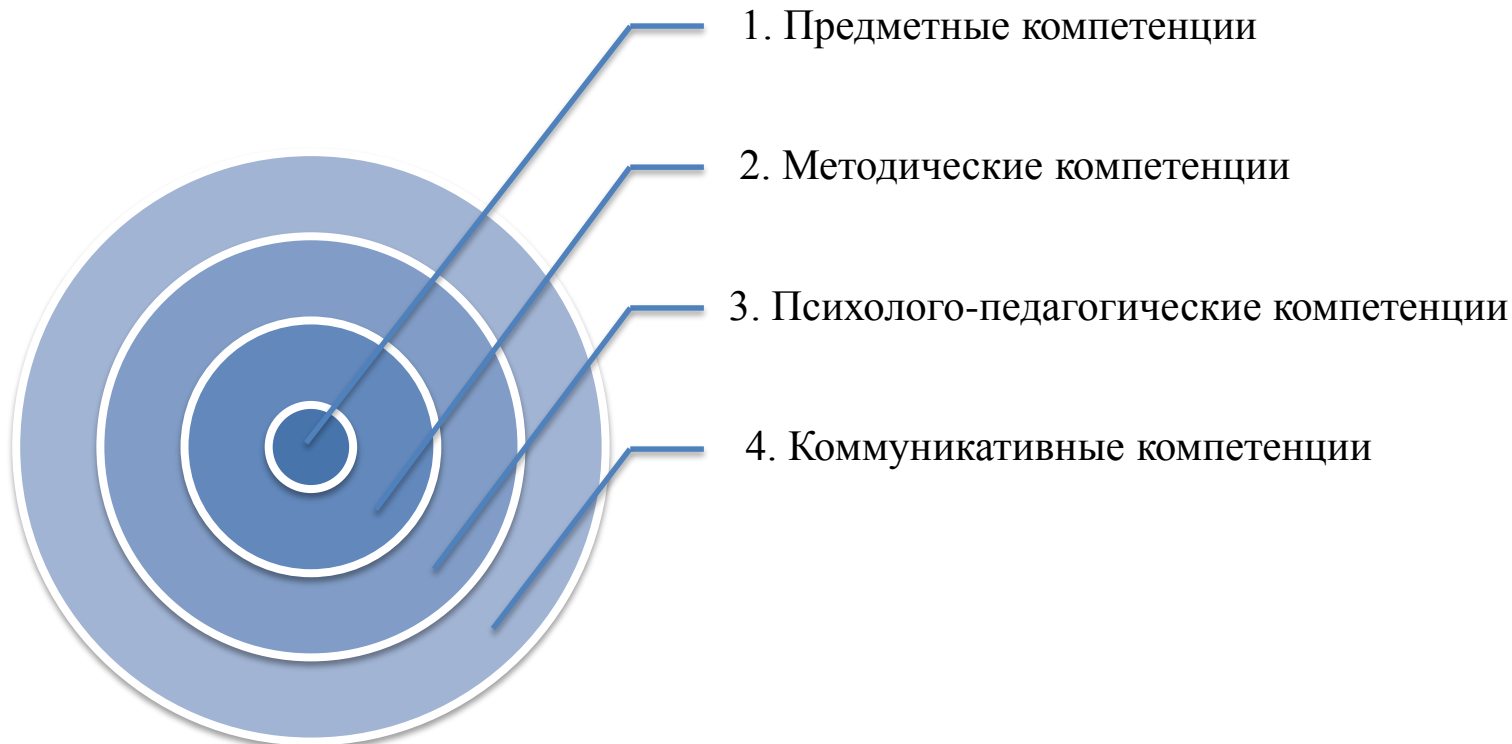 1. Предметные компетенции
2. Методические компетенции
3. Психолого-педагогические компетенции
4. Коммуникативные компетенции